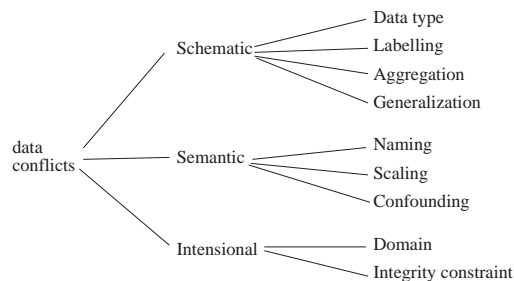 data
conflicts
Schematic
Data type
Labelling
Aggregation
Generalization
Semantic
Naming
Scaling
Confounding
Intensional
Domain
Integrity constraint